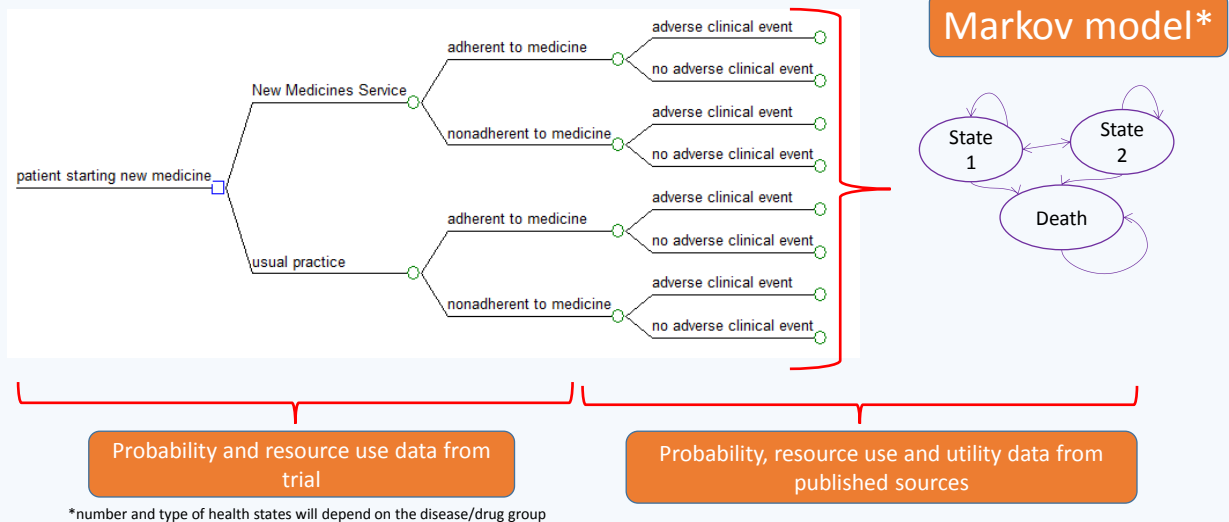 Markov model*
patient starting new medicine
New Medicines Service
adherent to medicine
adverse clinical event
no adverse clinical event
nonadherent to medicine
adverse clinical event
no adverse clinical event
usual practice
adherent to medicine
adverse clinical event
no adverse clinical event
nonadherent to medicine
adverse clinical event
no adverse clinical event
State
1
State
2
Death
Probability and resource use data from
trial
Probability, resource use and utility data from
published sources
*number and type of health states will depend on the disease/drug group